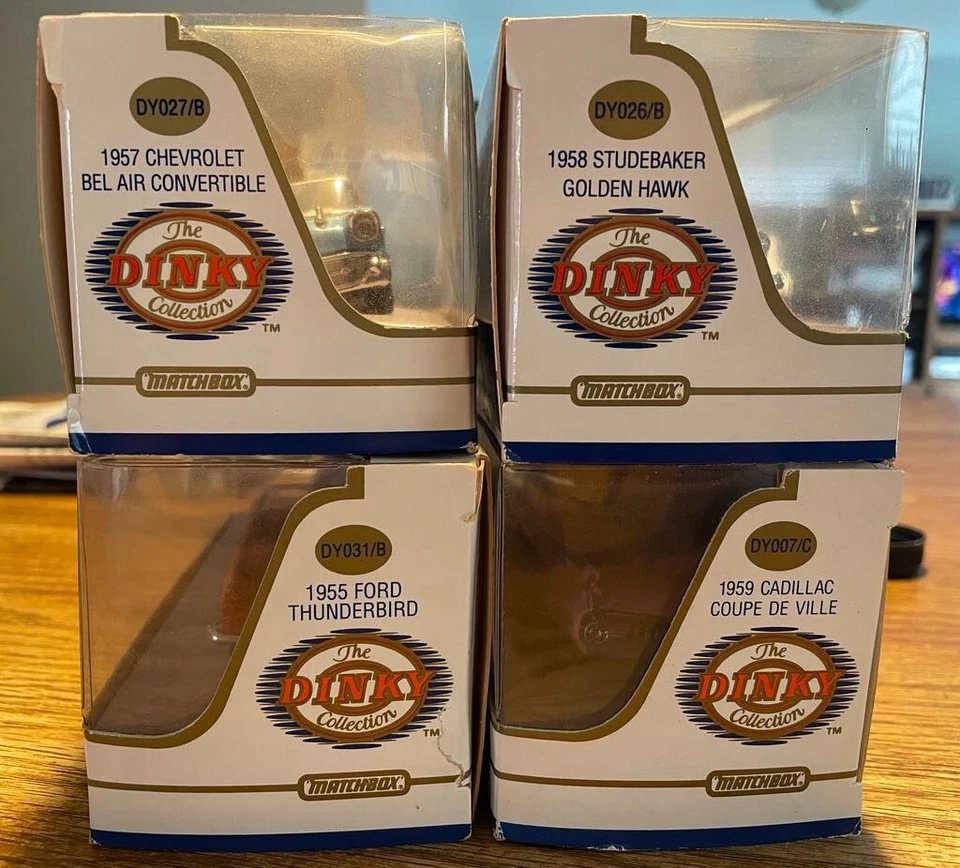 DY027/B
1957 CHEVROLET
BEL AIR CONVERTIBLE
The
DINKY
Collection
TM
MATCHBOX®
DY026/B
1958 STUDEBAKER
GOLDEN HAWK
The
DINKY
Collection
TM
MATCHBOX®
DY031/B
1955 FORD
THUNDERBIRD
The
DINKY
Collection
TM
MATCHBOX®
DY007/C
1959 CADILLAC
COUPE DE VILLE
The
DINKY
Collection
TM
MATCHBOX®